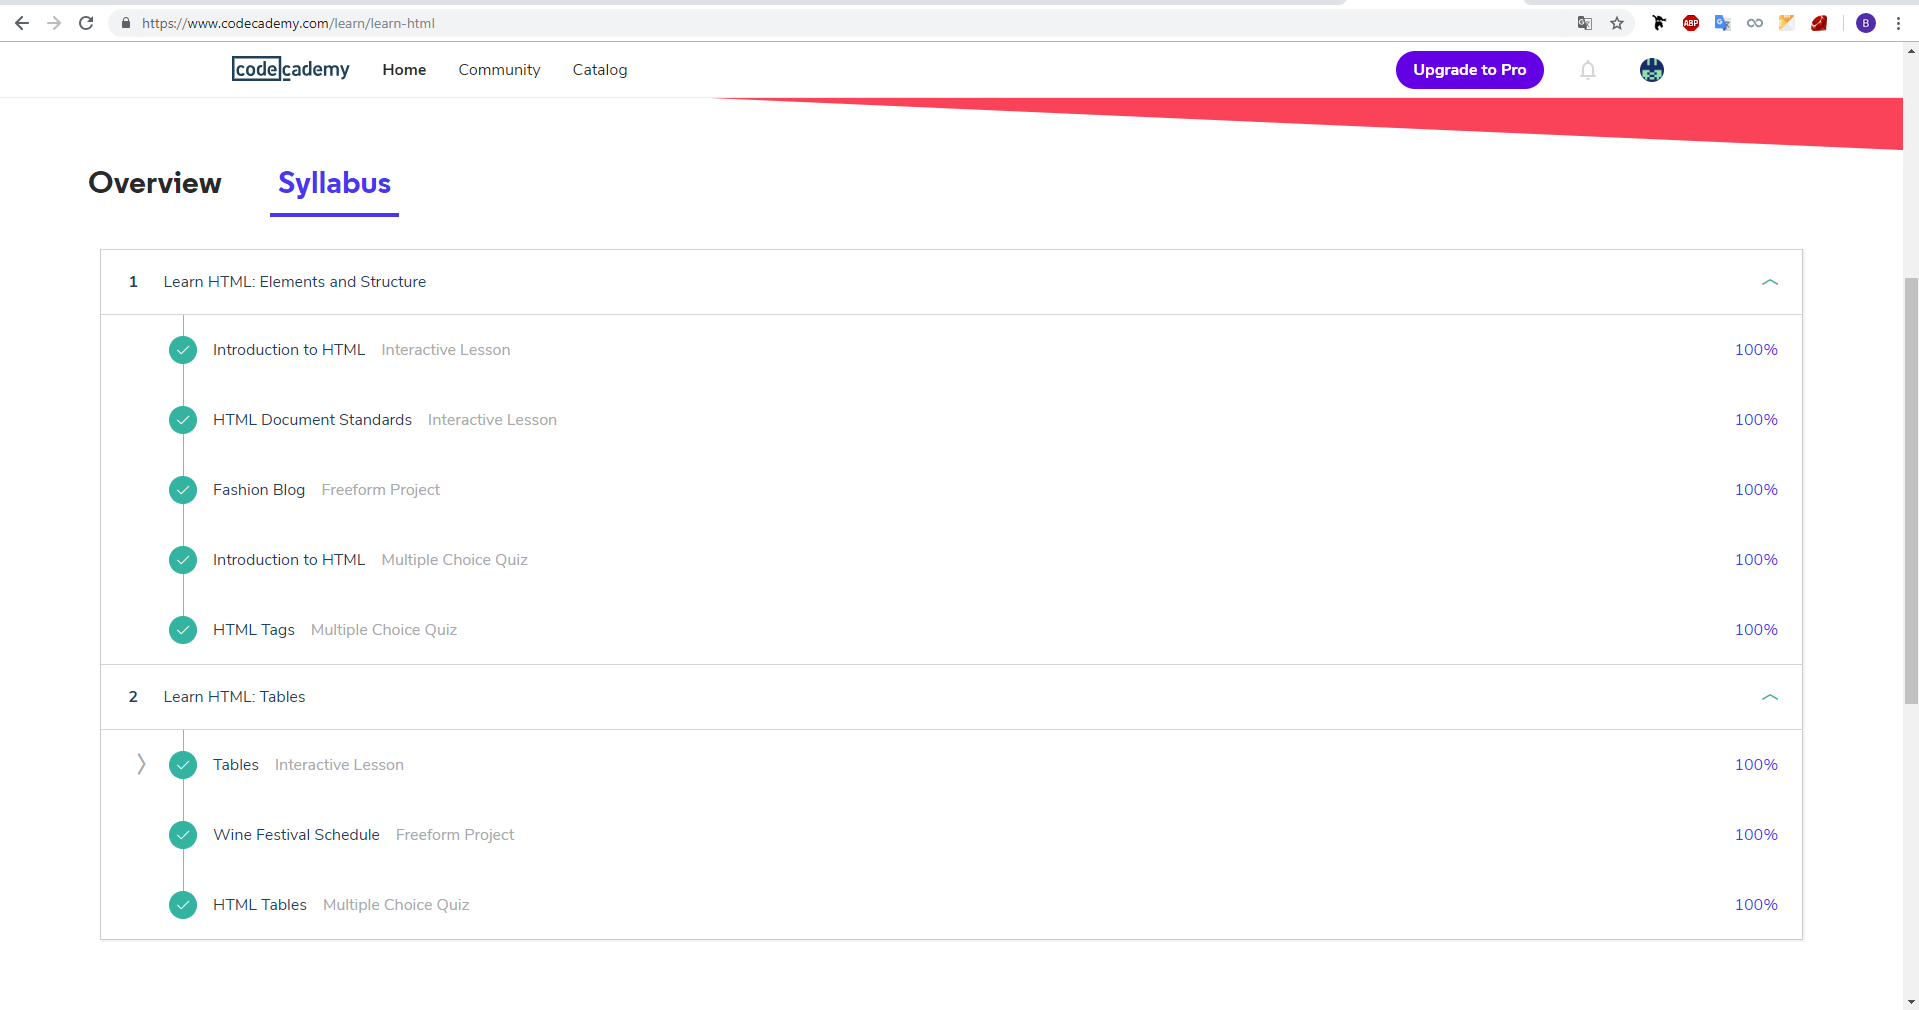 https://www.codecademy.com/learn/learn-html
ABP
B
codecademy Home Community Catalog Upgrade to Pro
Overview Syllabus
1 Learn HTML: Elements and Structure
Introduction to HTML Interactive Lesson 100%
HTML Document Standards Interactive Lesson 100%
Fashion Blog Freeform Project 100%
Introduction to HTML Multiple Choice Quiz 100%
HTML Tags Multiple Choice Quiz 100%
2 Learn HTML: Tables
Tables Interactive Lesson 100%
Wine Festival Schedule Freeform Project 100%
HTML Tables Multiple Choice Quiz 100%